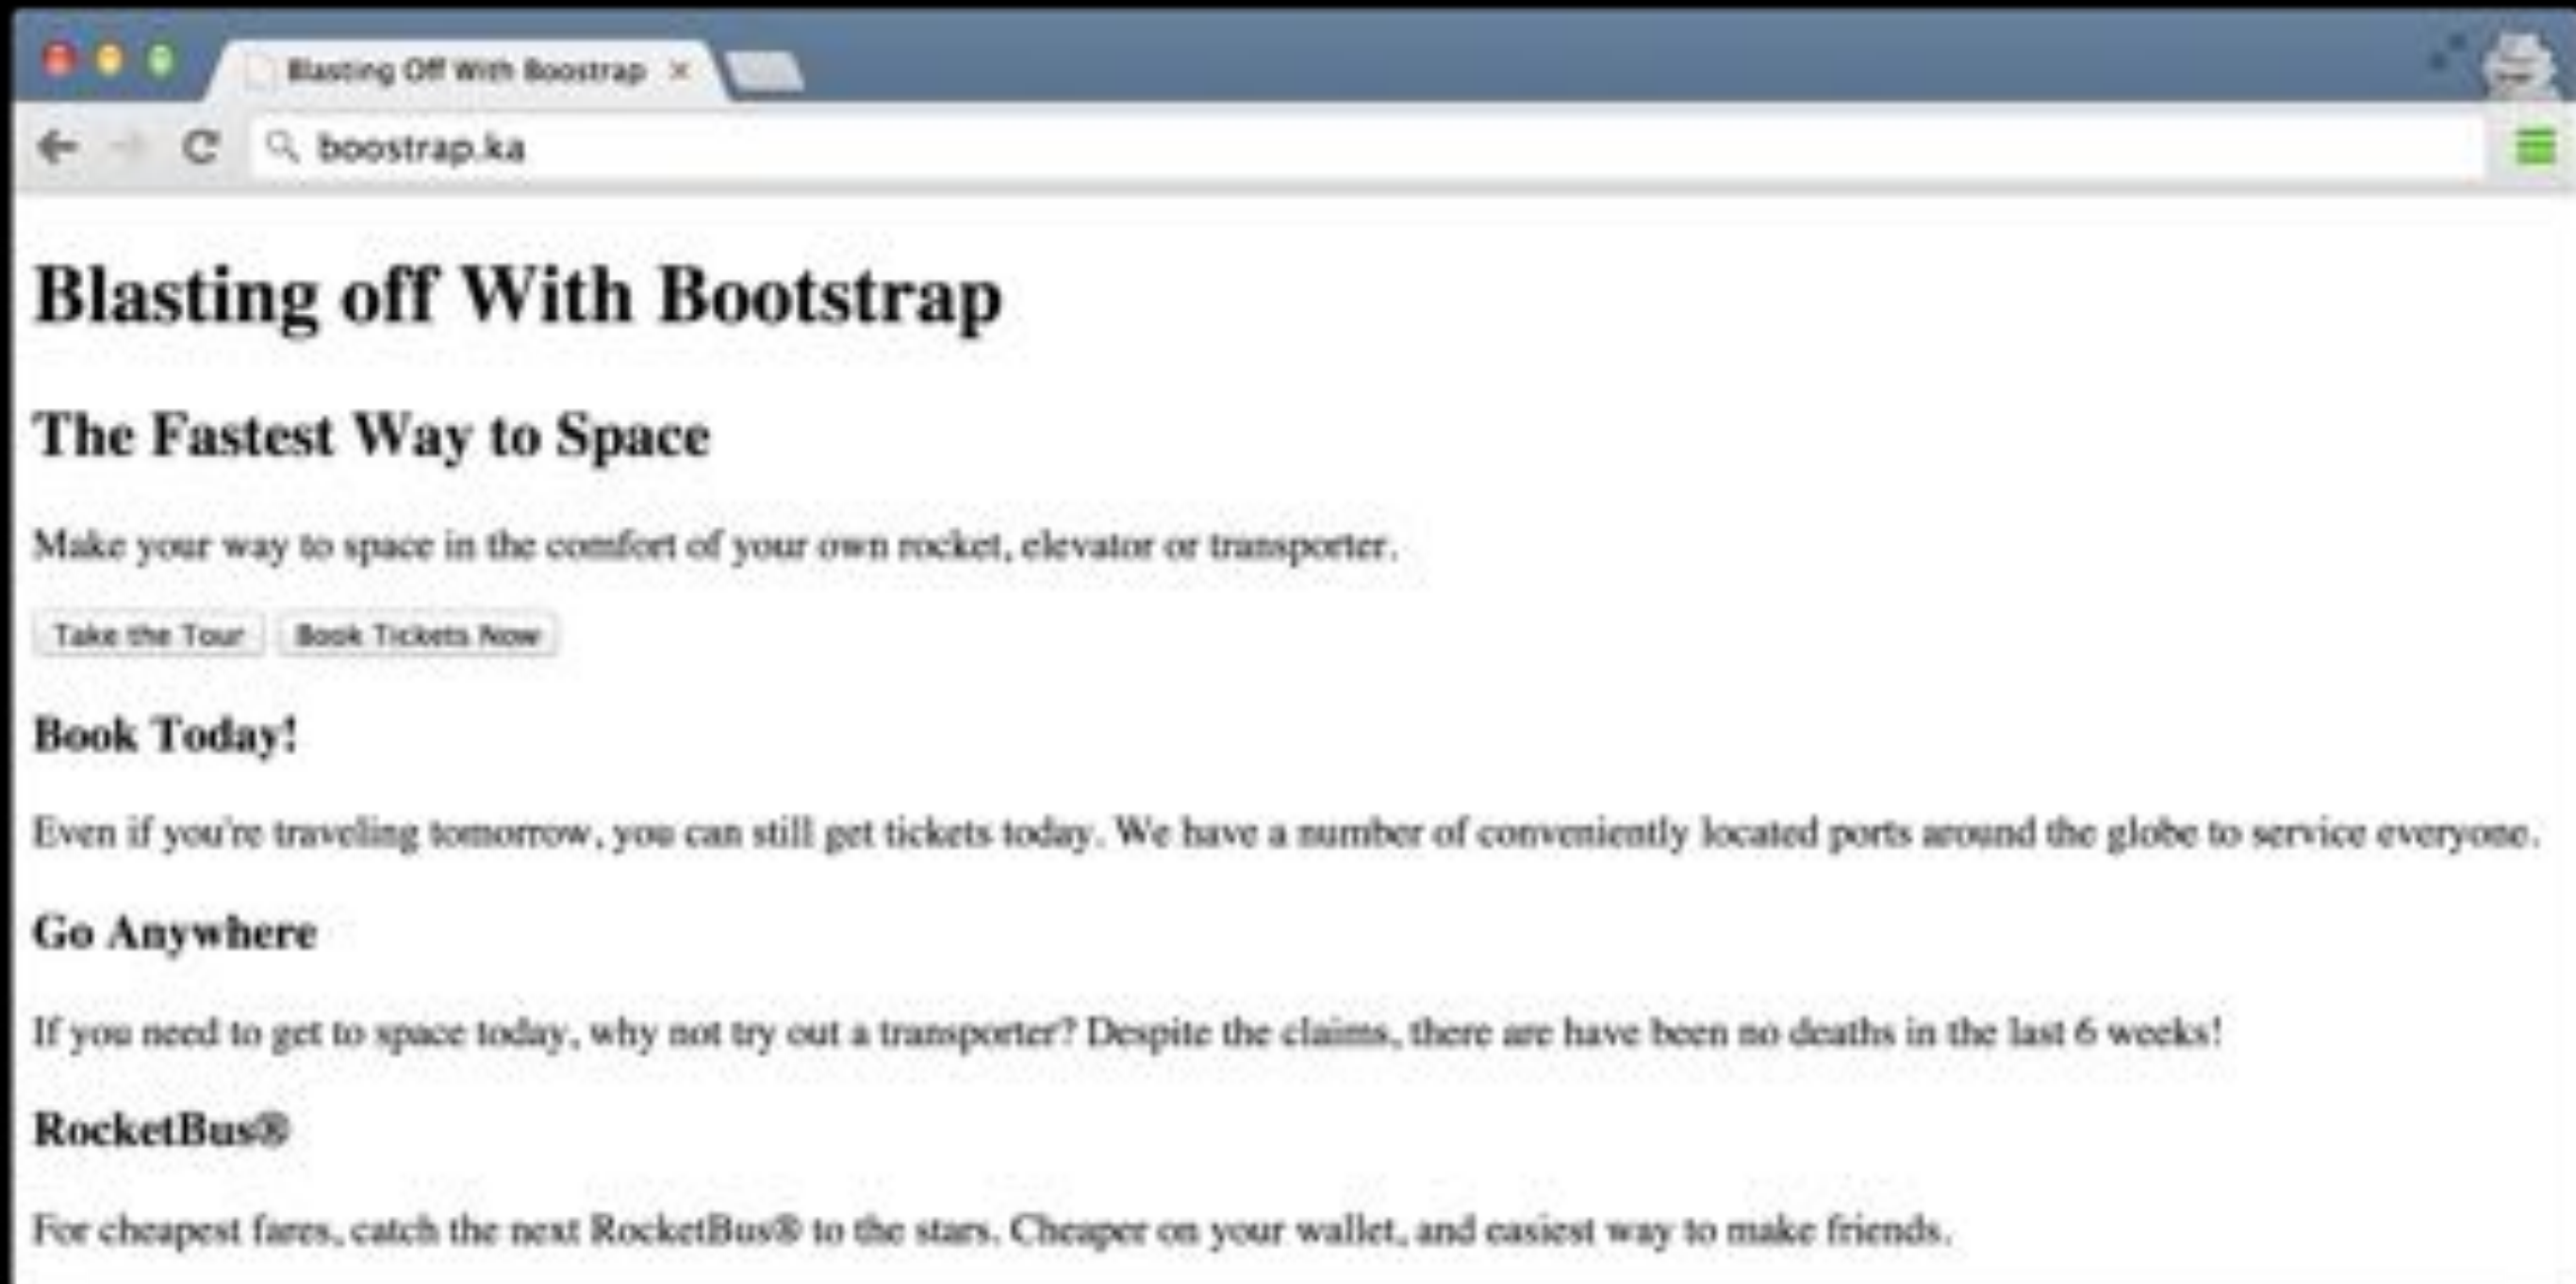 Blasting Off With Boostrap
boostrap.ka
Blasting off With Bootstrap
The Fastest Way to Space
Make your way to space in the comfort of your own rocket, elevator or transporter.
Take the Tour Book Tickets Now
Book Today!
Even if you're traveling tomorrow, you can still get tickets today. We have a number of conveniently located ports around the globe to service everyone.
Go Anywhere
If you need to get to space today, why not try out a transporter? Despite the claims, there are have been no deaths in the last 6 weeks!
RocketBus®
For cheapest fares, catch the next RocketBus® to the stars. Cheaper on your wallet, and easiest way to make friends.